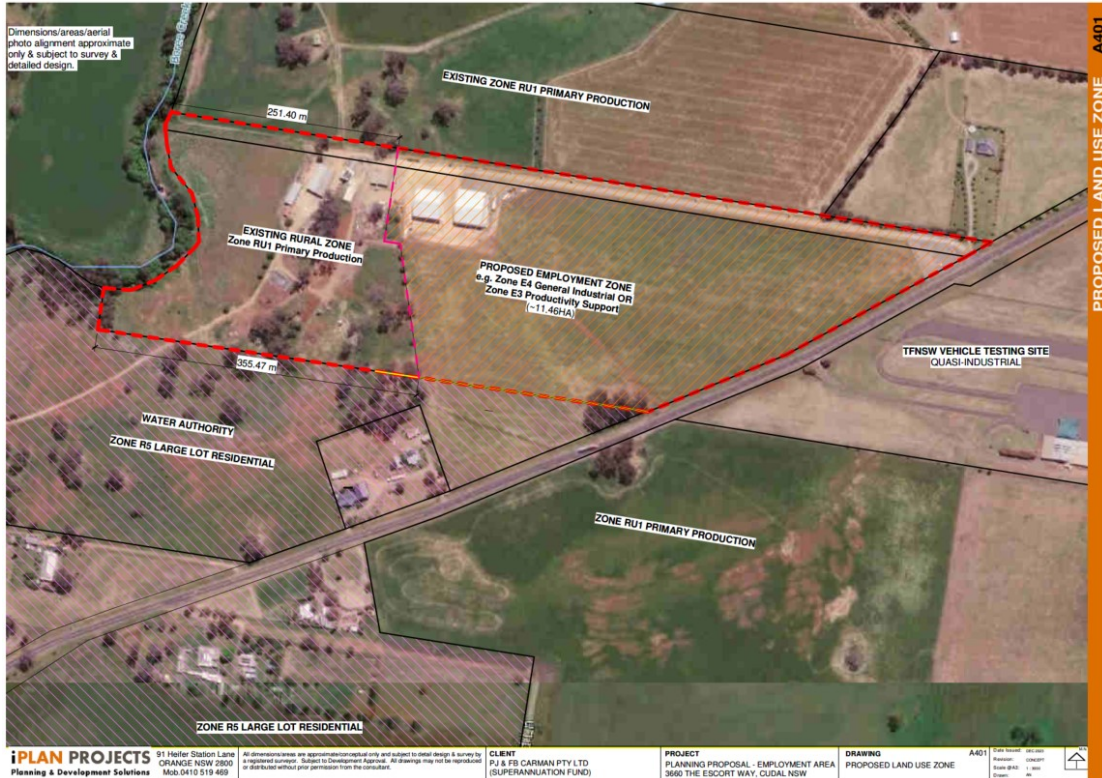 Dimensions/areas/aerial
photo alignment approximate
only & subject to survey &
detailed design.
EXISTING ZONE RU1 PRIMARY PRODUCTION
251.40 m
EXISTING RURAL ZONE
Zone RU1 Primary Production
PROPOSED EMPLOYMENT ZONE
e.g. Zone E4 General Industrial OR
Zone E3 Productivity Support
(~11.46HA)
TFNSW VEHICLE TESTING SITE
QUASI-INDUSTRIAL
355.47 m
WATER AUTHORITY
ZONE R5 LARGE LOT RESIDENTIAL
ZONE RU1 PRIMARY PRODUCTION
ZONE R5 LARGE LOT RESIDENTIAL
A401
PROPOSED LAND USE ZONE
iPLAN PROJECTS
Planning & Development Solutions
91 Heifer Station Lane
ORANGE NSW 2800
Mob.0410 519 469
All dimensions/areas are approximate/conceptual only and subject to detail design & survey by
a registered surveyor. Subject to Development Approval. All drawings may not be reproduced
or distributed without prior permission from the consultant.
CLIENT
PJ & FB CARMAN PTY LTD
(SUPERANNUATION FUND)
PROJECT
PLANNING PROPOSAL - EMPLOYMENT AREA
3660 THE ESCORT WAY, CUDAL NSW
DRAWING
PROPOSED LAND USE ZONE
A401
Date Issued:
Revision: CONCEPT
Scale @A3:
Drawn: